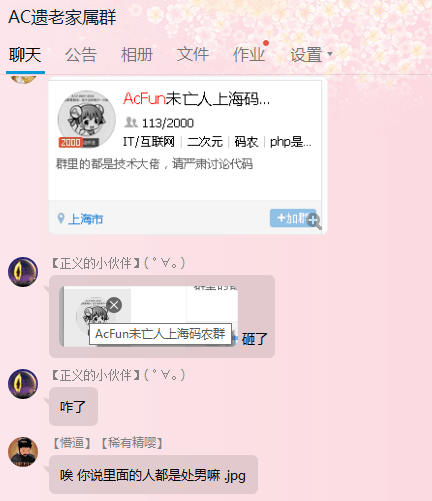 AC遗老家属群
聊天 公告 相册 文件 作业 设置
AcFun未亡人上海码...
113/2000
IT/互联网 | 二次元 | 码农 | php是...
2000
群里的都是技术大佬，请严肃讨论代码
上海市 +加群
【正义的小伙伴】( ﾟ∀。)
AcFun未亡人上海码农群
砸了
【正义的小伙伴】( ﾟ∀。)
咋了
【懵逼】【稀有精嘤】
唉 你说里面的人都是处男嘛 .jpg